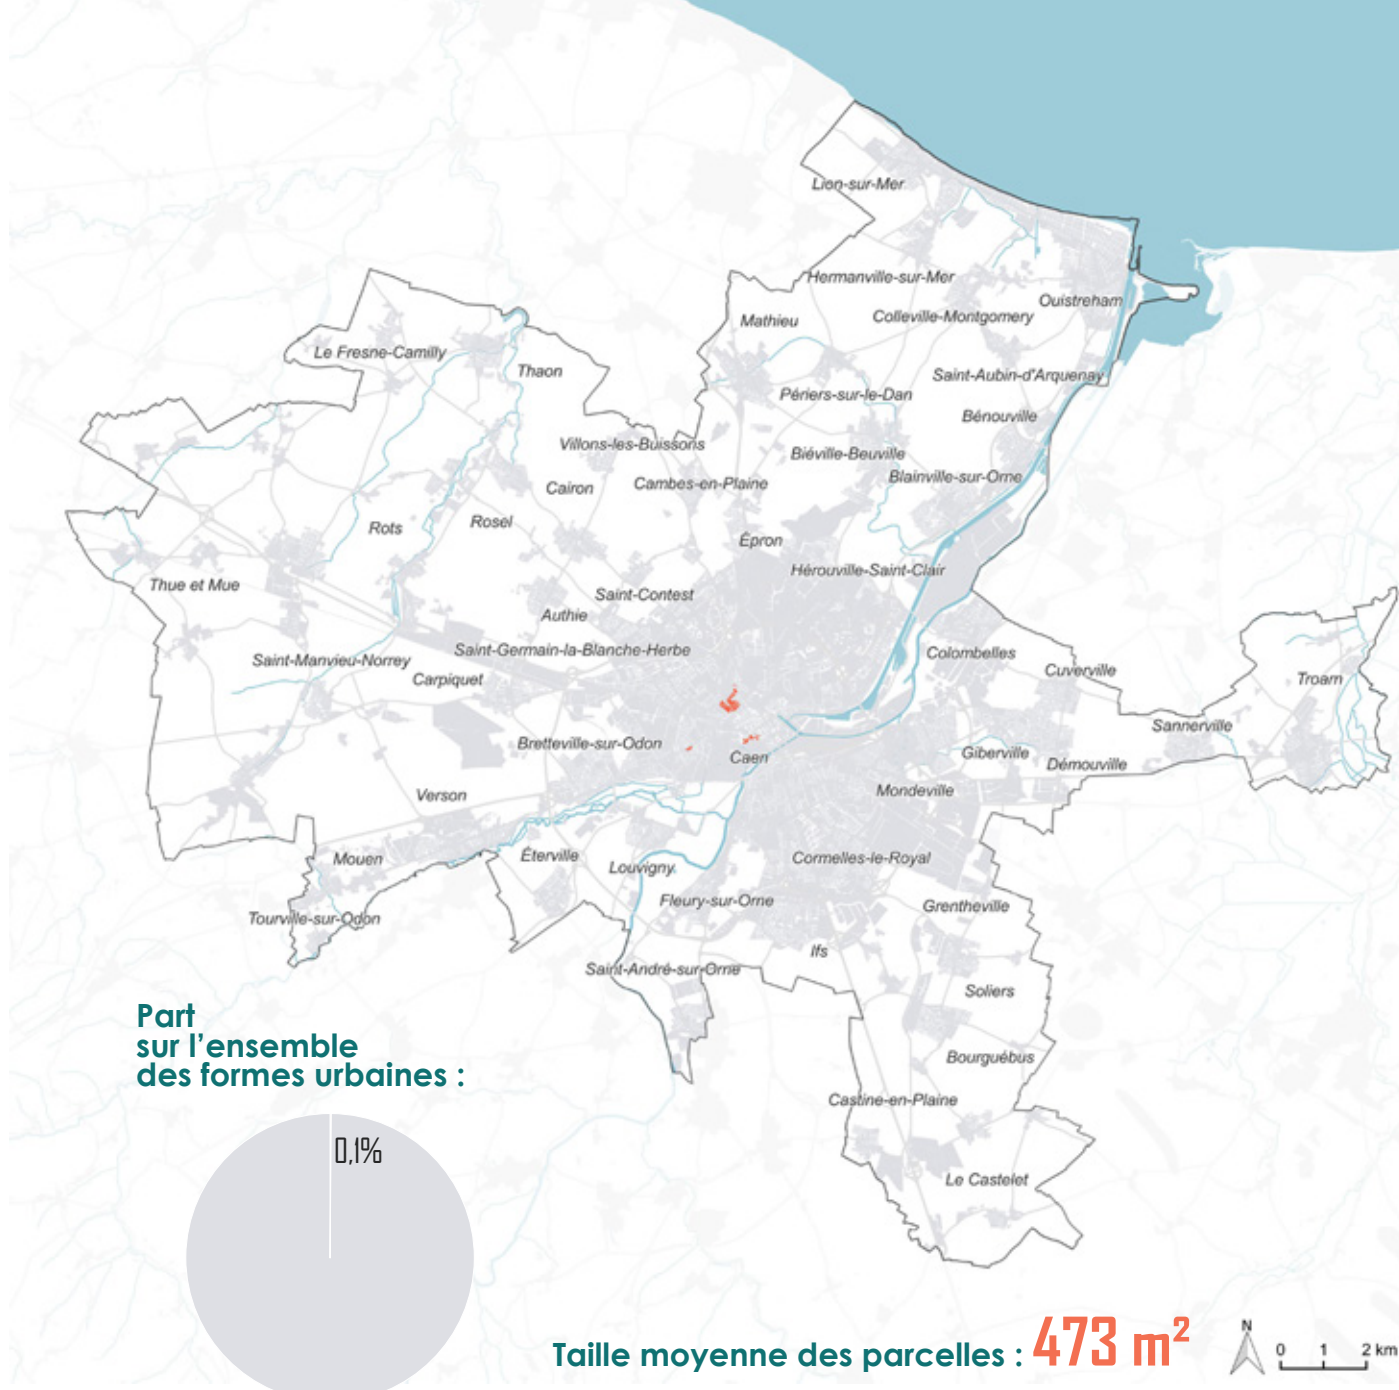 Lion-sur-Mer
Hermanville-sur-Mer
Ouistreham
Colleville-Montgomery
Mathieu
Le Fresne-Camilly
Thaon
Saint-Aubin-d'Arquenay
Périers-sur-le-Dan
Bénouville
Villons-les-Buissons
Biéville-Beuville
Blainville-sur-Orne
Cambes-en-Plaine
Cairon
Rosel
Rots
Épron
Hérouville-Saint-Clair
Thue et Mue
Saint-Contest
Authie
Saint-Germain-la-Blanche-Herbe
Colombelles
Saint-Manvieu-Norrey
Cuverville
Carpiquet
Troarn
Sannerville
Bretteville-sur-Odon
Caen
Giberville
Démouville
Verson
Mondeville
Mouen
Éterville
Louvigny
Cormelles-le-Royal
Fleury-sur-Orne
Grentheville
Tourville-sur-Odon
Ifs
Saint-André-sur-Orne
Soliers
Bourguébus
Castine-en-Plaine
Le Castelet
Part
sur l'ensemble
des formes urbaines :
0,1%
Taille moyenne des parcelles : 473 m²
N
0 1 2 km